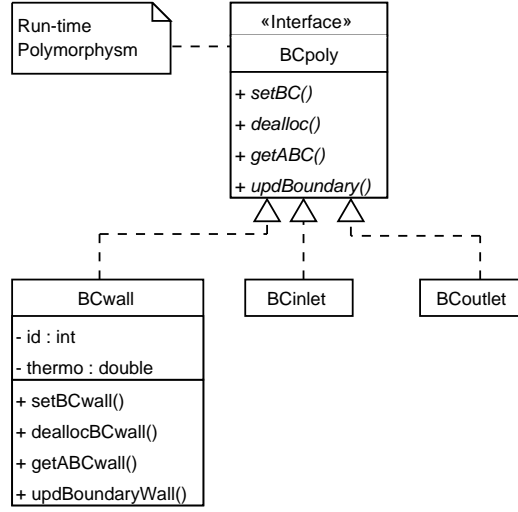 Run-time
Polymorphism
«Interface»
BCpoly
+ setBC()
+ dealloc()
+ getABC()
+ updBoundary()
BCwall
- id : int
- thermo : double
+ setBCwall()
+ deallocBCwall()
+ getABCwall()
+ updBoundaryWall()
BCinlet
BCoutlet